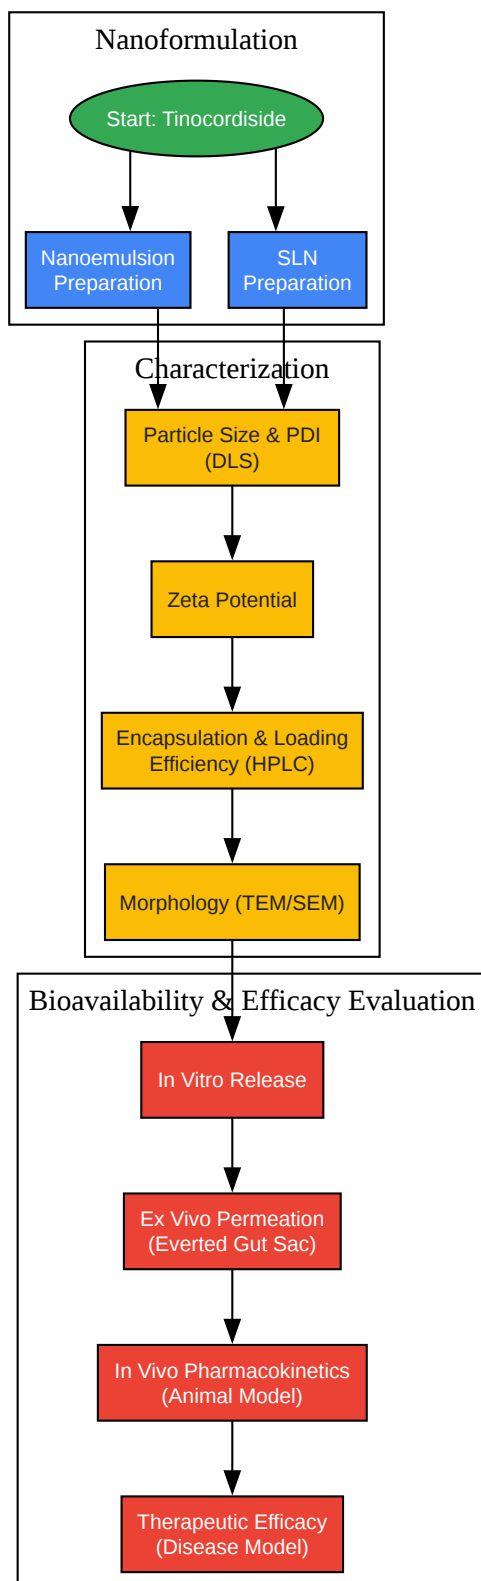 Nanoformulation
Start: Tinocordiside
Nanoemulsion
Preparation
SLN
Preparation
Characterization
Particle Size & PDI
(DLS)
Zeta Potential
Encapsulation & Loading
Efficiency (HPLC)
Morphology (TEM/SEM)
Bioavailability & Efficacy Evaluation
In Vitro Release
Ex Vivo Permeation
(Everted Gut Sac)
In Vivo Pharmacokinetics
(Animal Model)
Therapeutic Efficacy
(Disease Model)